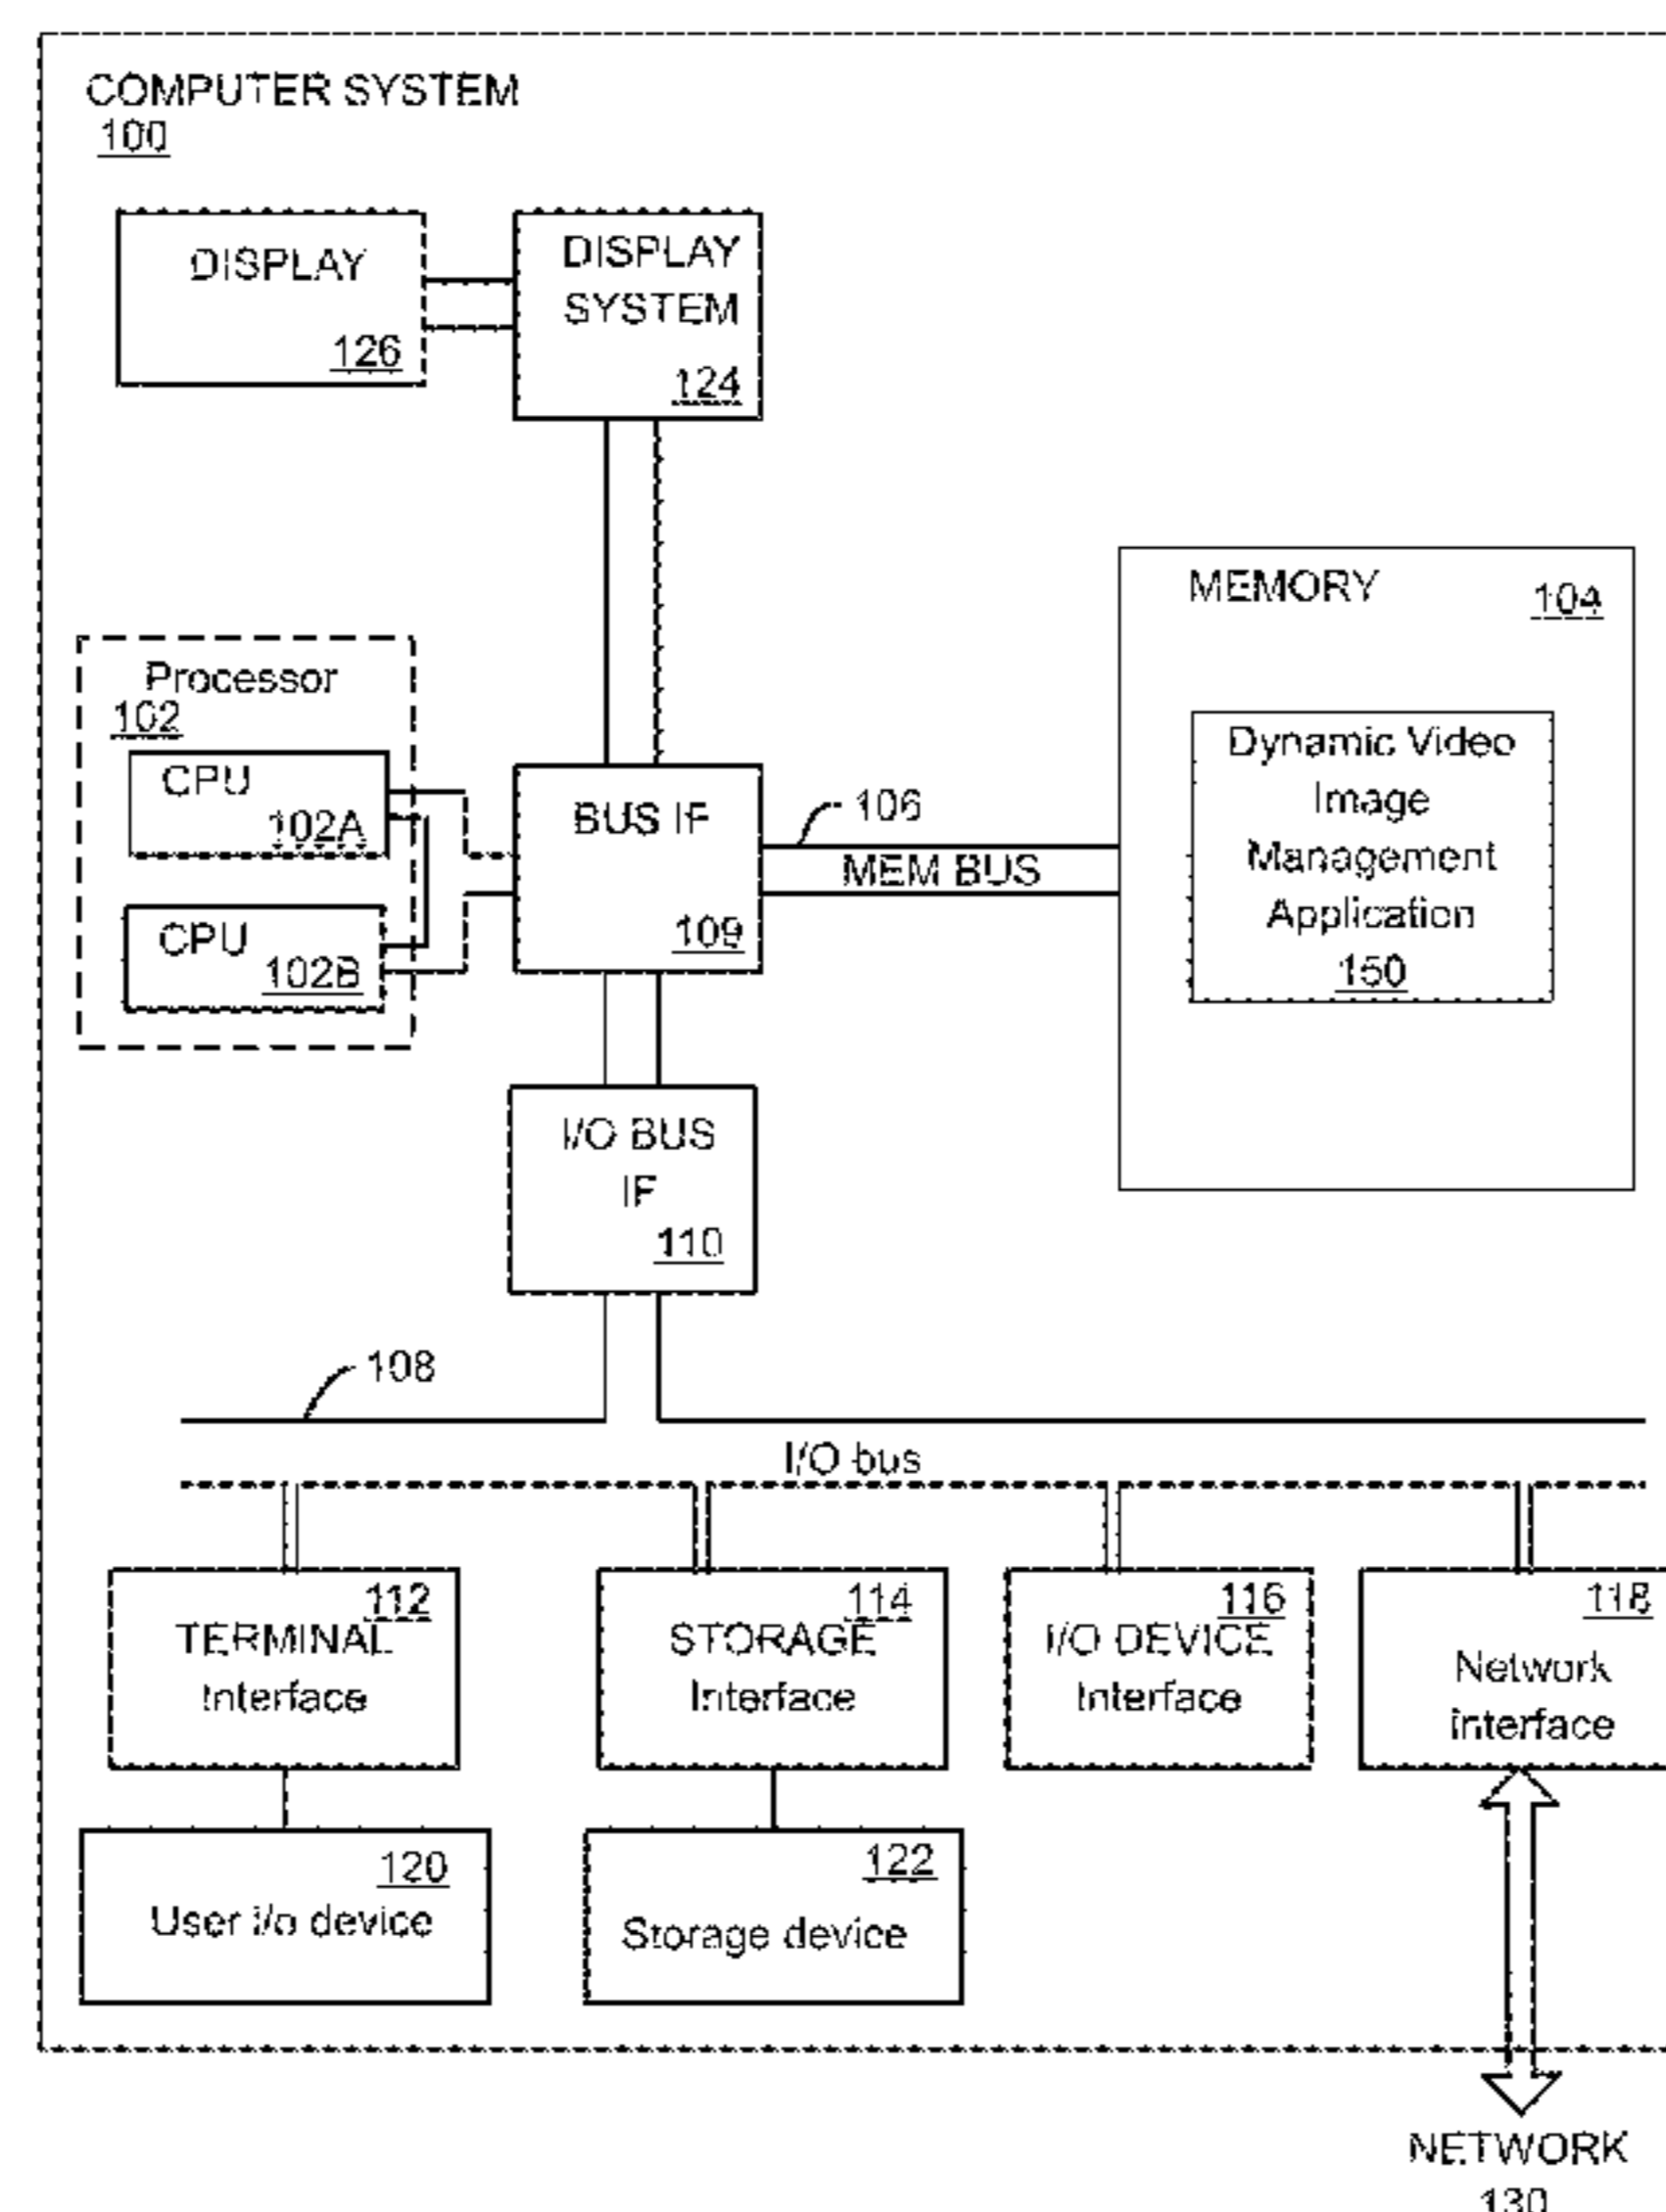 COMPUTER SYSTEM
100
DISPLAY
126
DISPLAY
SYSTEM
124
MEMORY
104
Processor
102
CPU
102A
CPU
102B
BUS IF
109
106
MEM BUS
Dynamic Video
Image
Management
Application
150
I/O BUS
IF
110
108
I/O bus
112
TERMINAL
Interface
114
STORAGE
Interface
116
I/O DEVICE
Interface
118
Network
interface
120
User i/o device
122
Storage device
NETWORK
130